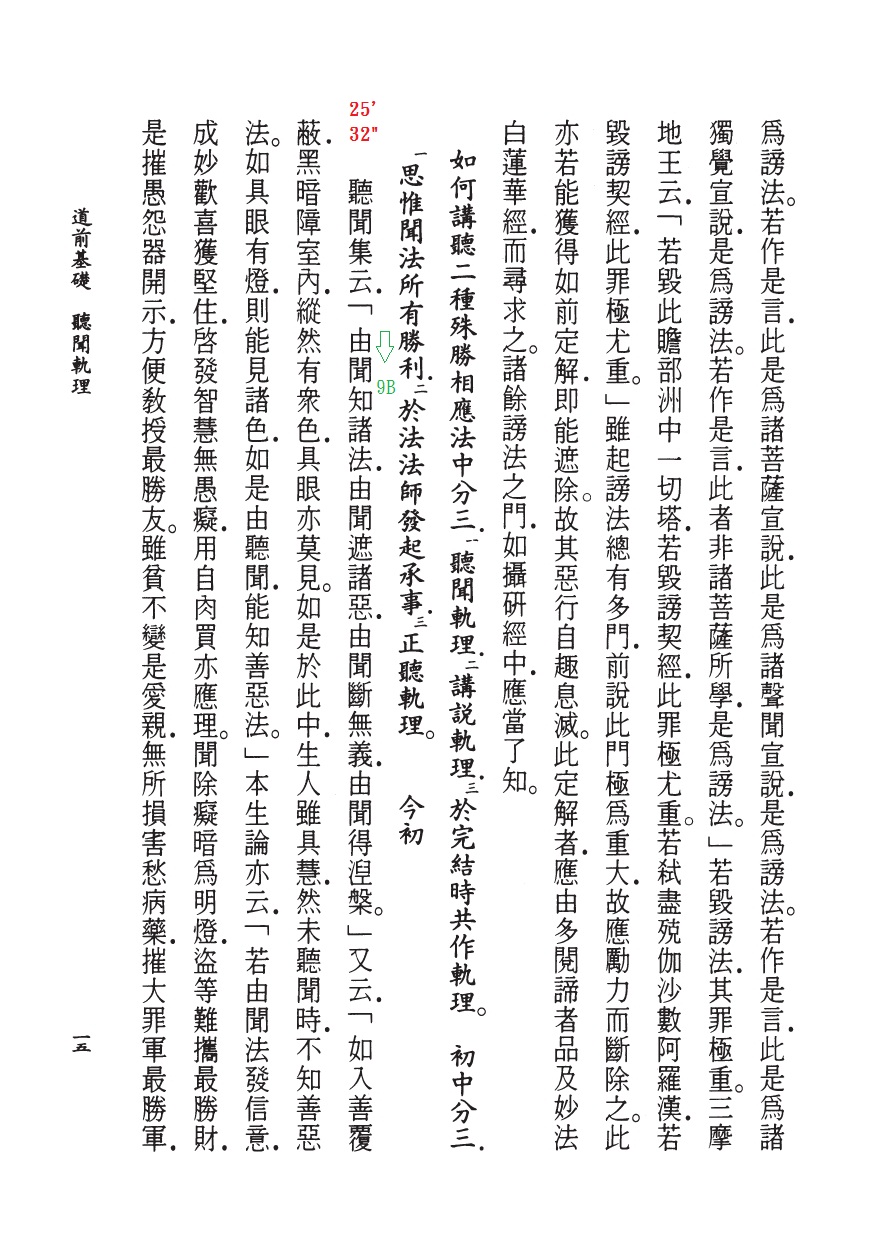 爲謗法。若作是言．此是爲諸菩薩宣說．此是爲諸聲聞宣說．是爲謗法。若作是言．此是爲諸
獨覺宣說．是爲謗法。若作是言．此者非諸菩薩所學．是爲謗法。」若毀謗法．其罪極重。三摩
地王云．「若毀此贍部洲中一切塔．若毀謗契經．此罪極尤重。若弒盡殑伽沙數阿羅漢．若
毀謗契經．此罪極尤重。」雖起謗法總有多門．前說此門極爲重大．故應勵力而斷除之。此
亦若能獲得如前定解．即能遮除。故其惡行自趣息滅。此定解者．應由多閱諦者品及妙法
白蓮華經．而尋求之。諸餘謗法之門．如攝研經中．應當了知。
如何講聽二種殊勝相應法中分三．一聽聞軌理．二講説軌理．三於完結時共作軌理。 初中分三．
一思惟聞法所有勝利．二於法法師發起承事．三正聽軌理。 今初
25'
32"
聽聞集云．「由聞知諸法．由聞遮諸惡．由聞斷無義．由聞得涅槃。」又云．「如入善覆
9B
蔽．黑暗障室內．縱然有衆色．具眼亦莫見。如是於此中．生人雖具慧．然未聽聞時．不知善惡
法。如具眼有燈．則能見諸色．如是由聽聞．能知善惡法。」本生論亦云．「若由聞法發信意．
成妙歡喜獲堅住．啓發智慧無愚癡．用自肉買亦應理。聞除癡暗爲明燈．盜等難攜最勝財．
是摧愚怨器開示．方便敎授最勝友。雖貧不變是愛親．無所損害愁病藥．摧大罪軍最勝軍．
道前基礎 聽聞軌理
一五